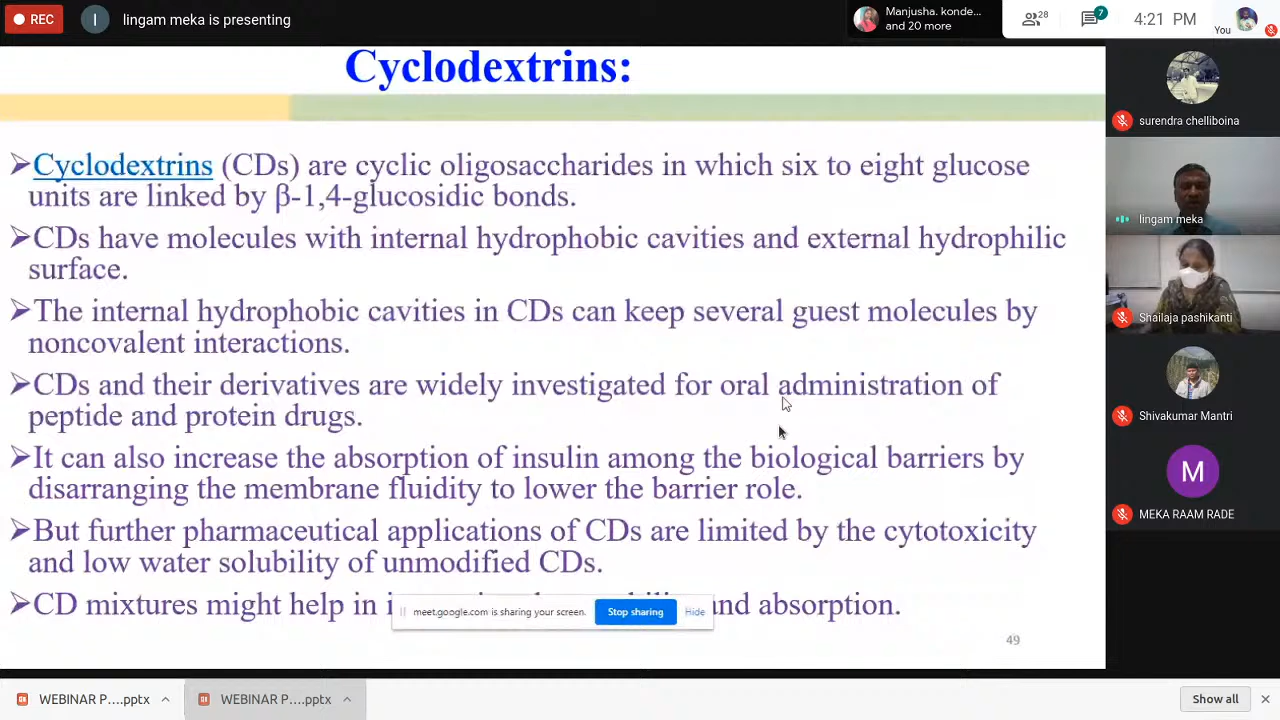 REC
I
lingam meka is presenting
Manjusha. konde...
and 20 more
28
7
4:21 PM
You
Cyclodextrins:
Cyclodextrins (CDs) are cyclic oligosaccharides in which six to eight glucose
units are linked by β-1,4-glucosidic bonds.
CDs have molecules with internal hydrophobic cavities and external hydrophilic
surface.
The internal hydrophobic cavities in CDs can keep several guest molecules by
noncovalent interactions.
CDs and their derivatives are widely investigated for oral administration of
peptide and protein drugs.
It can also increase the absorption of insulin among the biological barriers by
disarranging the membrane fluidity to lower the barrier role.
But further pharmaceutical applications of CDs are limited by the cytotoxicity
and low water solubility of unmodified CDs.
CD mixtures might help in and absorption.
meet.google.com is sharing your screen.
Stop sharing
Hide
49
surendra chelliboina
lingam meka
Shailaja pashikanti
Shivakumar Mantri
M
MEKA RAAM RADE
WEBINAR P....pptx
WEBINAR P....pptx
Show all